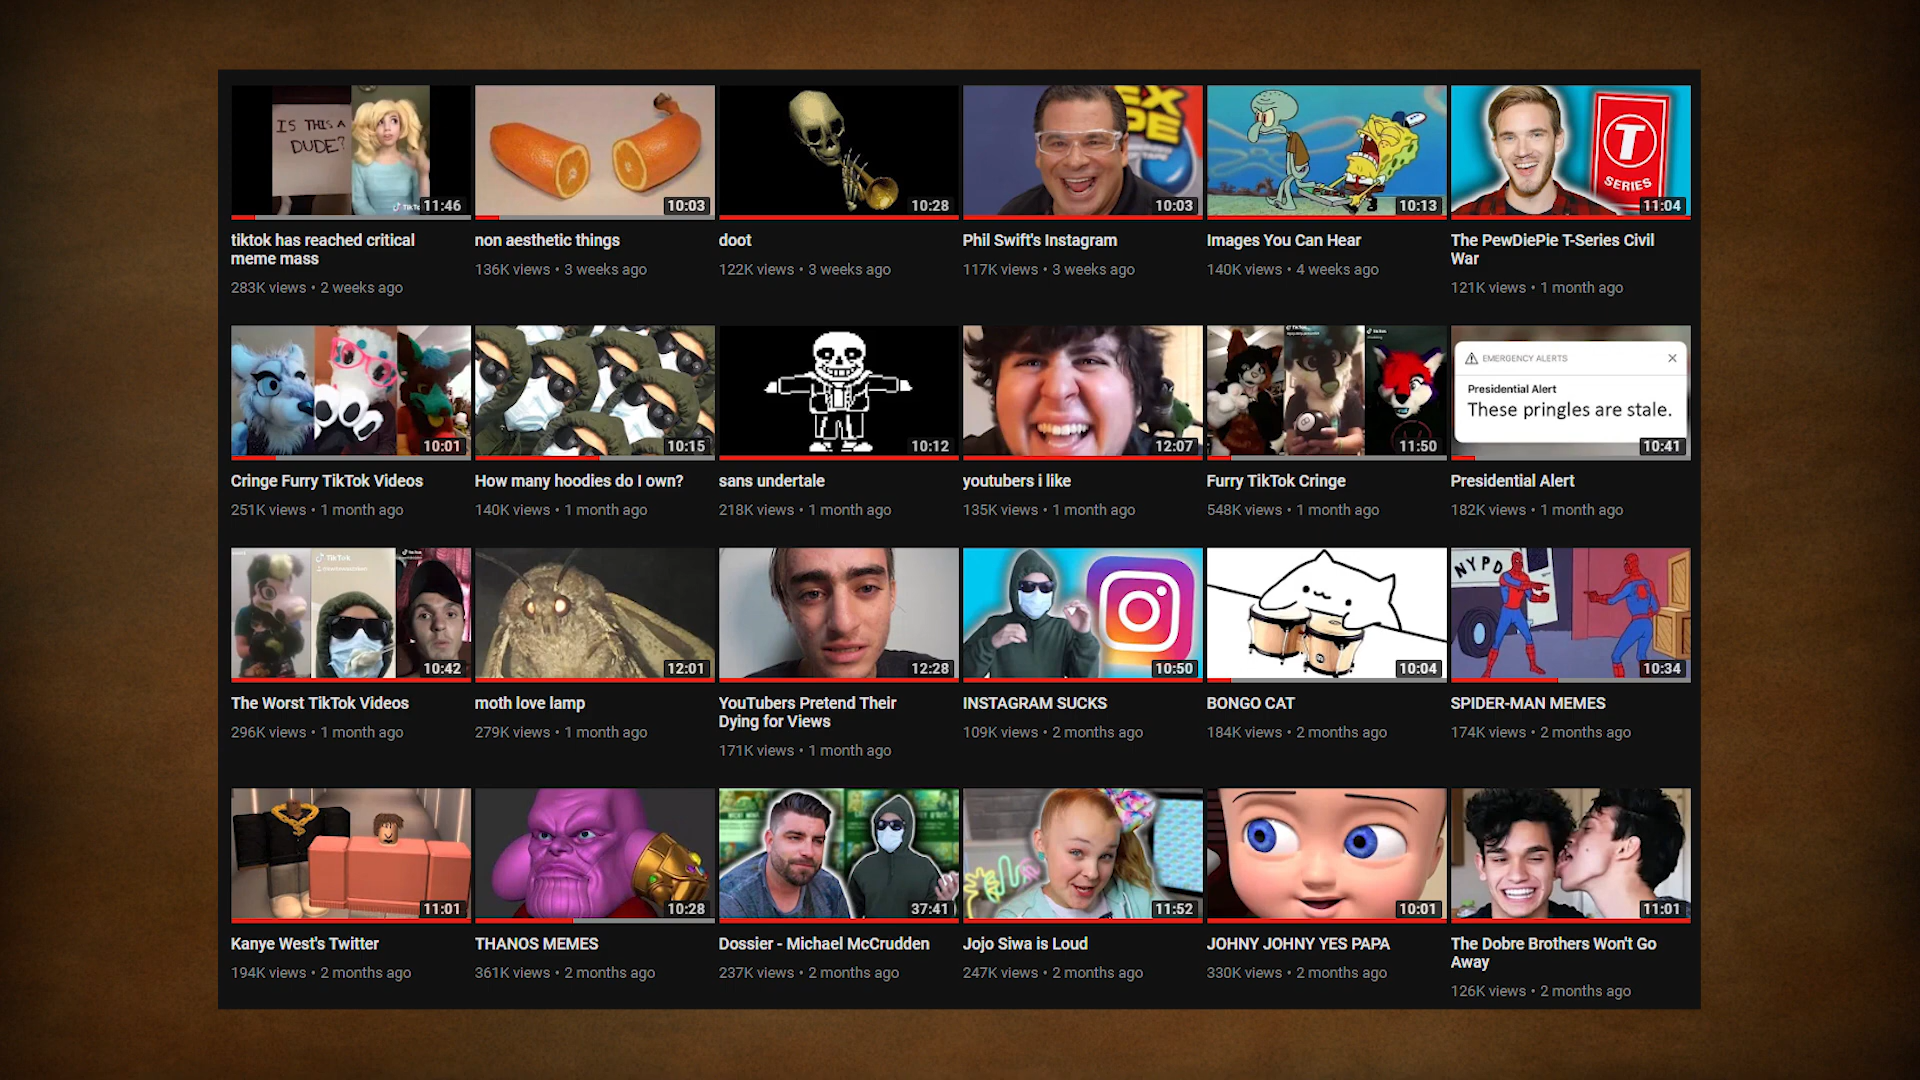 IS THIS A
DUDE?
TikTo
11:46
10:03
10:28
EX
PE
10:03
10:13
T
SERIES
11:04
tiktok has reached critical
meme mass
283K views • 2 weeks ago
non aesthetic things
136K views • 3 weeks ago
doot
122K views • 3 weeks ago
Phil Swift's Instagram
117K views • 3 weeks ago
Images You Can Hear
140K views • 4 weeks ago
The PewDiePie T-Series Civil
War
121K views • 1 month ago
10:01
10:15
10:12
12:07
TikTok
11:50
EMERGENCY ALERTS
Presidential Alert
These pringles are stale.
10:41
Cringe Furry TikTok Videos
251K views • 1 month ago
How many hoodies do I own?
140K views • 1 month ago
sans undertale
218K views • 1 month ago
youtubers i like
135K views • 1 month ago
Furry TikTok Cringe
548K views • 1 month ago
Presidential Alert
182K views • 1 month ago
TikTok
10:42
12:01
12:28
10:50
10:04
NYPD
10:34
The Worst TikTok Videos
296K views • 1 month ago
moth love lamp
279K views • 1 month ago
YouTubers Pretend Their
Dying for Views
171K views • 1 month ago
INSTAGRAM SUCKS
109K views • 2 months ago
BONGO CAT
184K views • 2 months ago
SPIDER-MAN MEMES
174K views • 2 months ago
11:01
10:28
37:41
11:52
10:01
11:01
Kanye West's Twitter
194K views • 2 months ago
THANOS MEMES
361K views • 2 months ago
Dossier - Michael McCrudden
237K views • 2 months ago
Jojo Siwa is Loud
247K views • 2 months ago
JOHNY JOHNY YES PAPA
330K views • 2 months ago
The Dobre Brothers Won't Go
Away
126K views • 2 months ago